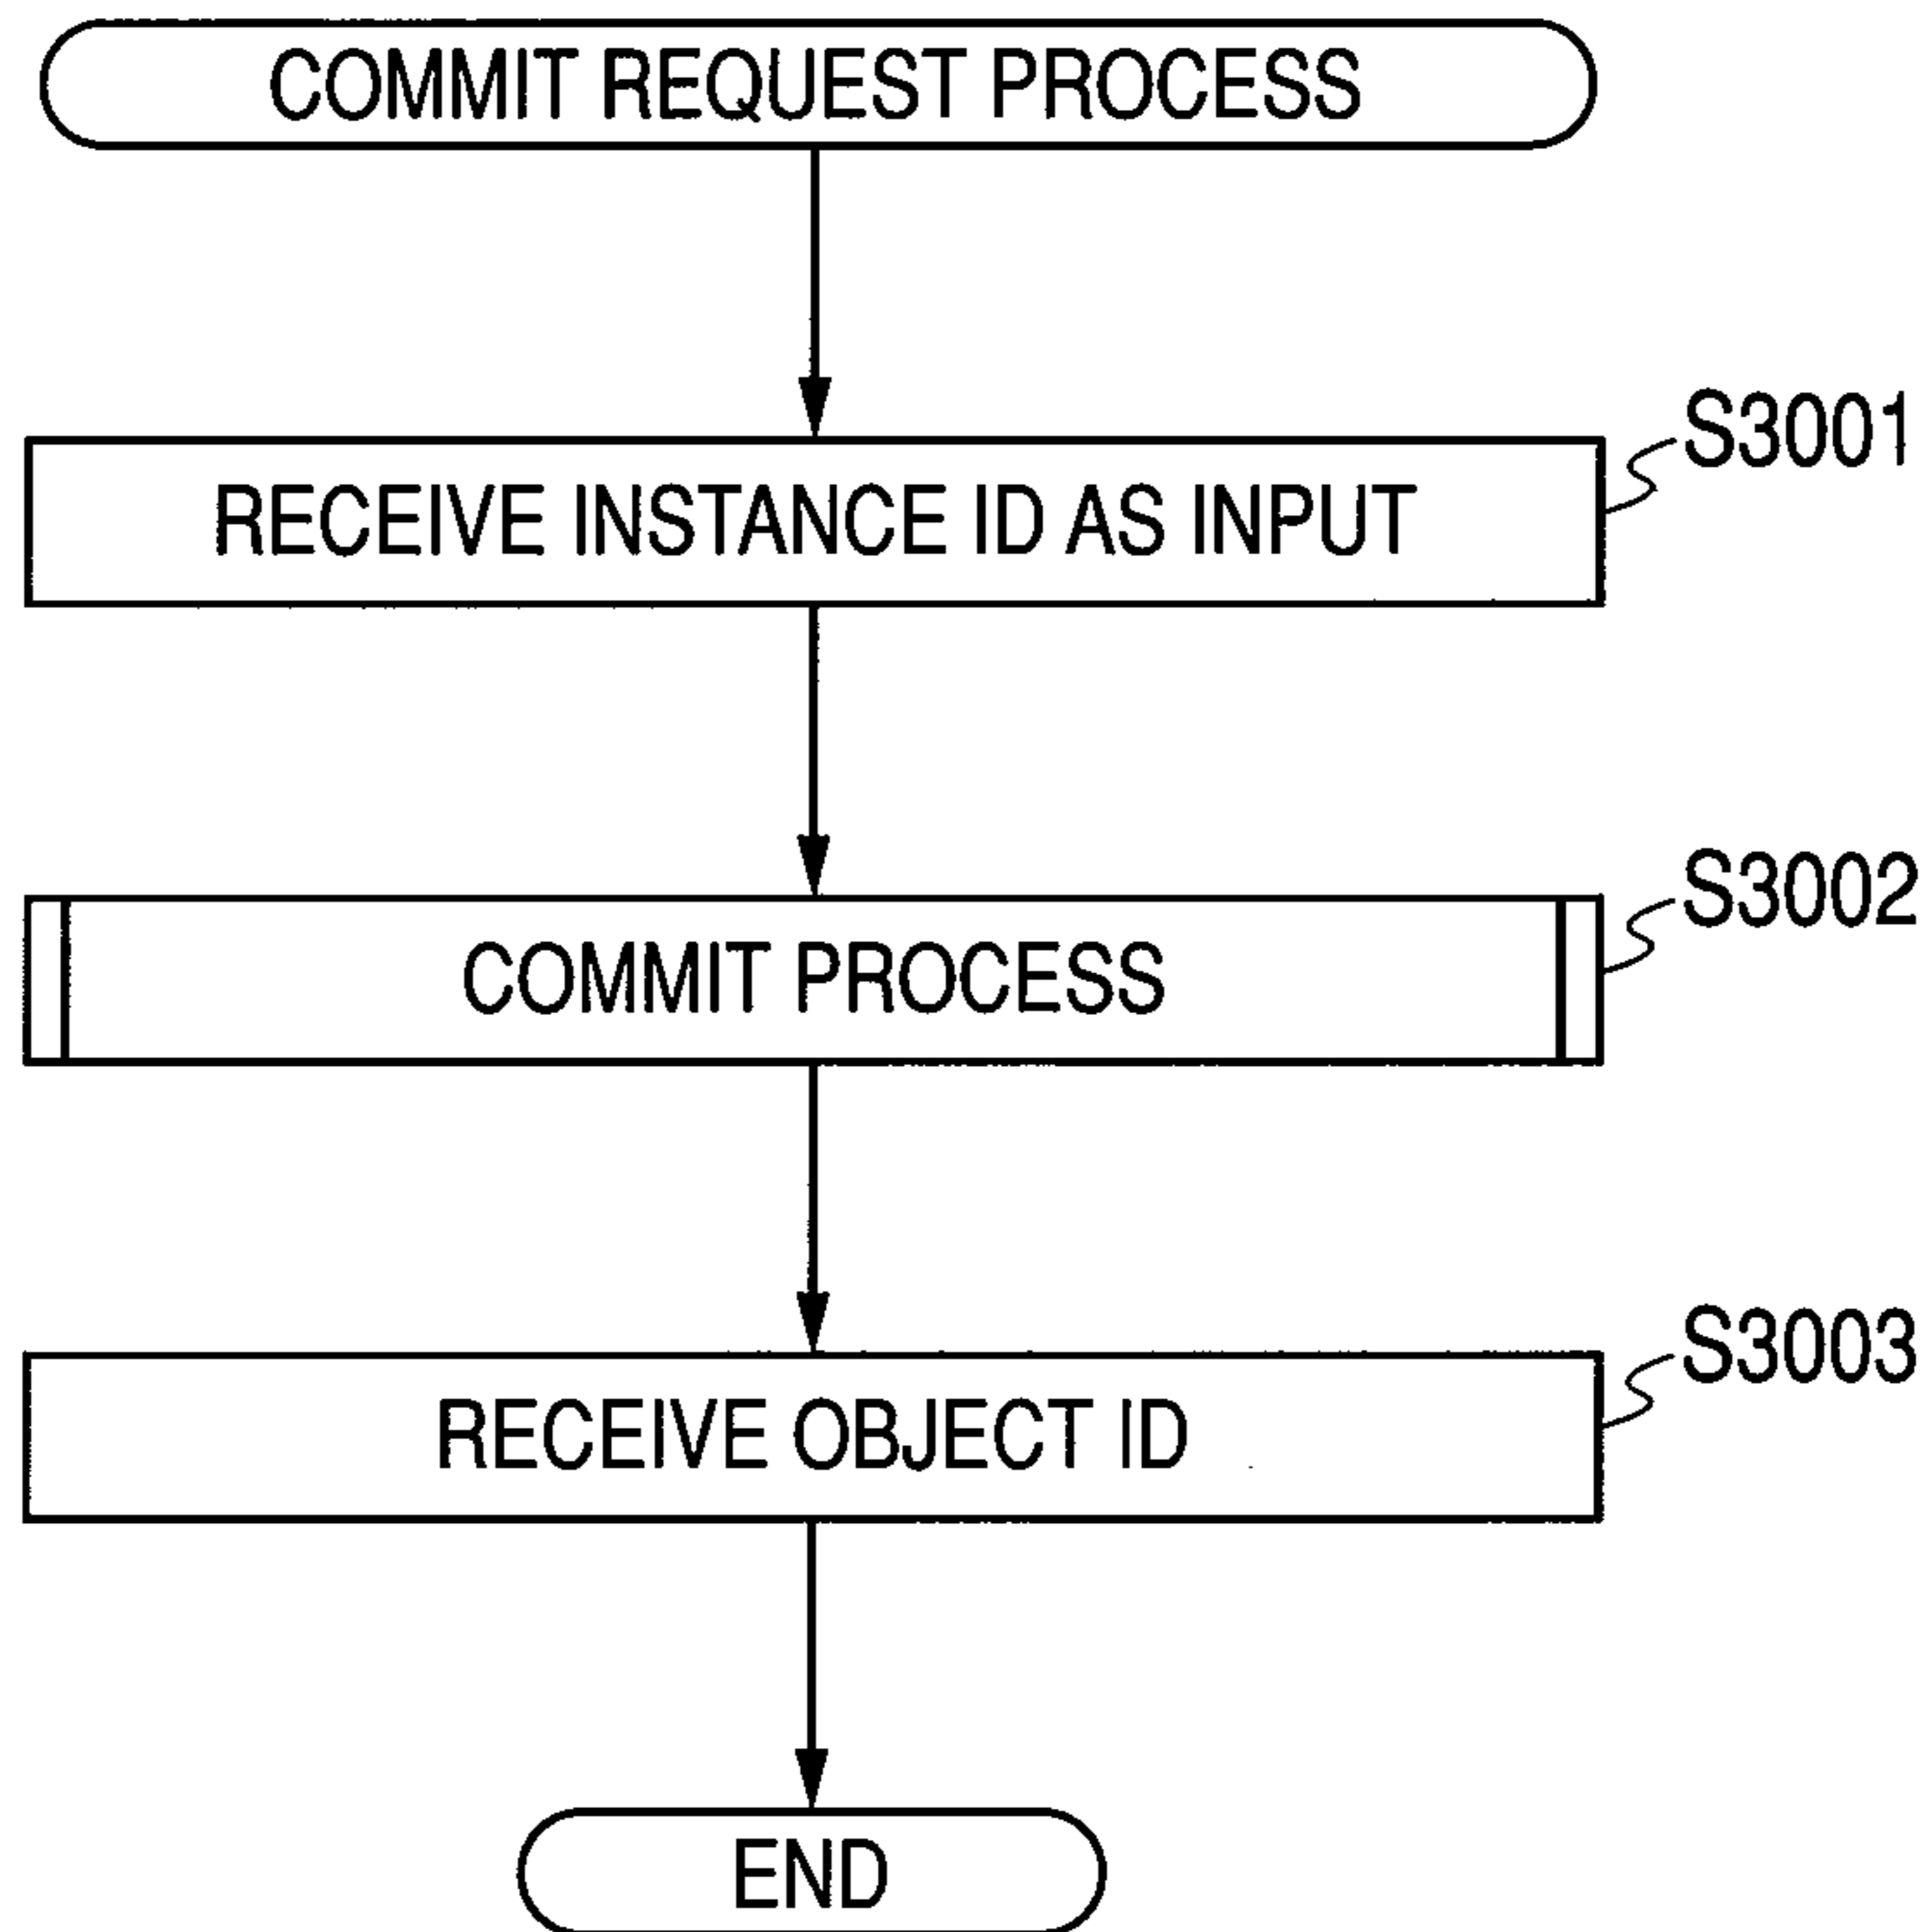 COMMIT REQUEST PROCESS
S3001
RECEIVE INSTANCE ID AS INPUT
S3002
COMMIT PROCESS
S3003
RECEIVE OBJECT ID
END